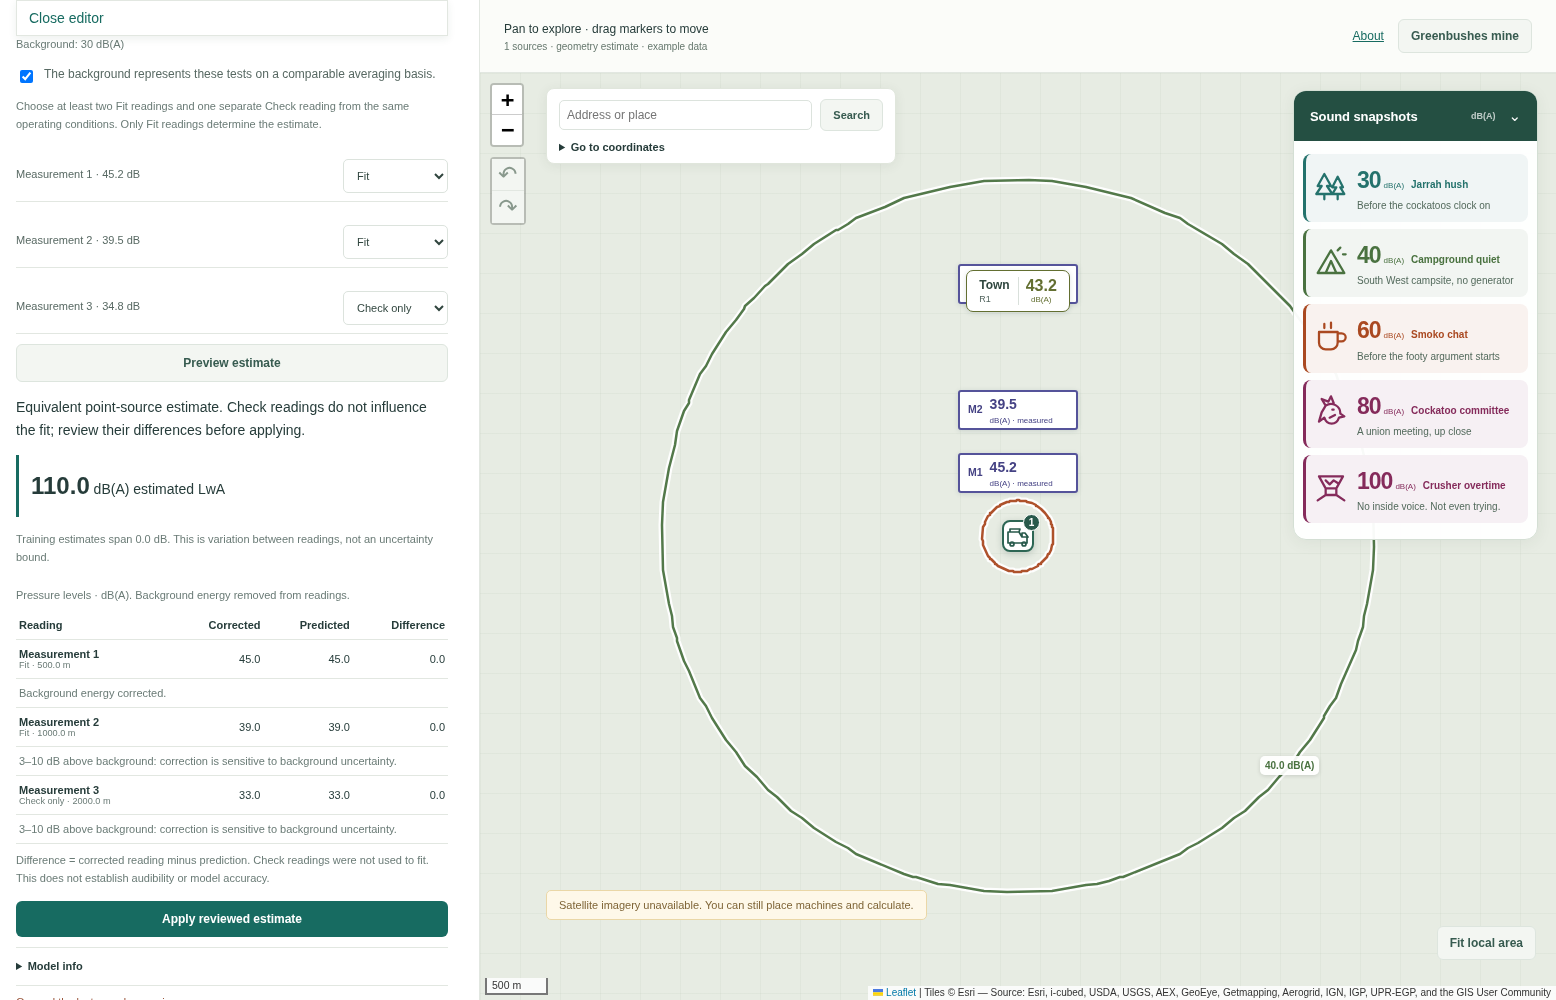 Close editor
Background: 30 dB(A)
The background represents these tests on a comparable averaging basis.
Choose at least two Fit readings and one separate Check reading from the same
operating conditions. Only Fit readings determine the estimate.
Measurement 1 · 45.2 dB
Fit
Measurement 2 · 39.5 dB
Fit
Measurement 3 · 34.8 dB
Check only
Preview estimate
Equivalent point-source estimate. Check readings do not influence
the fit; review their differences before applying.
110.0 dB(A) estimated LwA
Training estimates span 0.0 dB. This is variation between readings, not an uncertainty
bound.
Pressure levels · dB(A). Background energy removed from readings.
Reading Corrected Predicted Difference
Measurement 1
Fit · 500.0 m
45.0 45.0 0.0
Background energy corrected.
Measurement 2
Fit · 1000.0 m
39.0 39.0 0.0
3–10 dB above background: correction is sensitive to background uncertainty.
Measurement 3
Check only · 2000.0 m
33.0 33.0 0.0
3–10 dB above background: correction is sensitive to background uncertainty.
Difference = corrected reading minus prediction. Check readings were not used to fit.
This does not establish audibility or model accuracy.
Apply reviewed estimate
Model info
Pan to explore · drag markers to move
1 sources · geometry estimate · example data
About
Greenbushes mine
+
−
Address or place
Search
Go to coordinates
Town
R1
43.2
dB(A)
M2 39.5
dB(A) · measured
M1 45.2
dB(A) · measured
1
40.0 dB(A)
Sound snapshots dB(A)
30 dB(A) Jarrah hush
Before the cockatoos clock on
40 dB(A) Campground quiet
South West campsite, no generator
60 dB(A) Smoko chat
Before the footy argument starts
80 dB(A) Cockatoo committee
A union meeting, up close
100 dB(A) Crusher overtime
No inside voice. Not even trying.
Satellite imagery unavailable. You can still place machines and calculate.
Fit local area
500 m
Leaflet | Tiles © Esri — Source: Esri, i-cubed, USDA, USGS, AEX, GeoEye, Getmapping, Aerogrid, IGN, IGP, UPR-EGP, and the GIS User Community